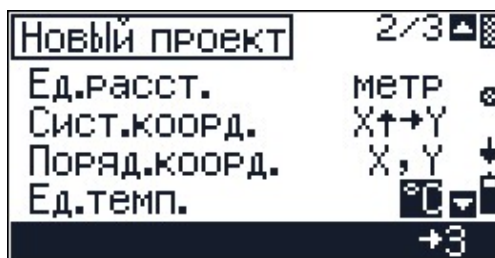 Новый проект 2/3
Ед.расст. метр
Сист.коорд. X↑→Y
Поряд.коорд. X,Y
Ед.темп. °C
→3